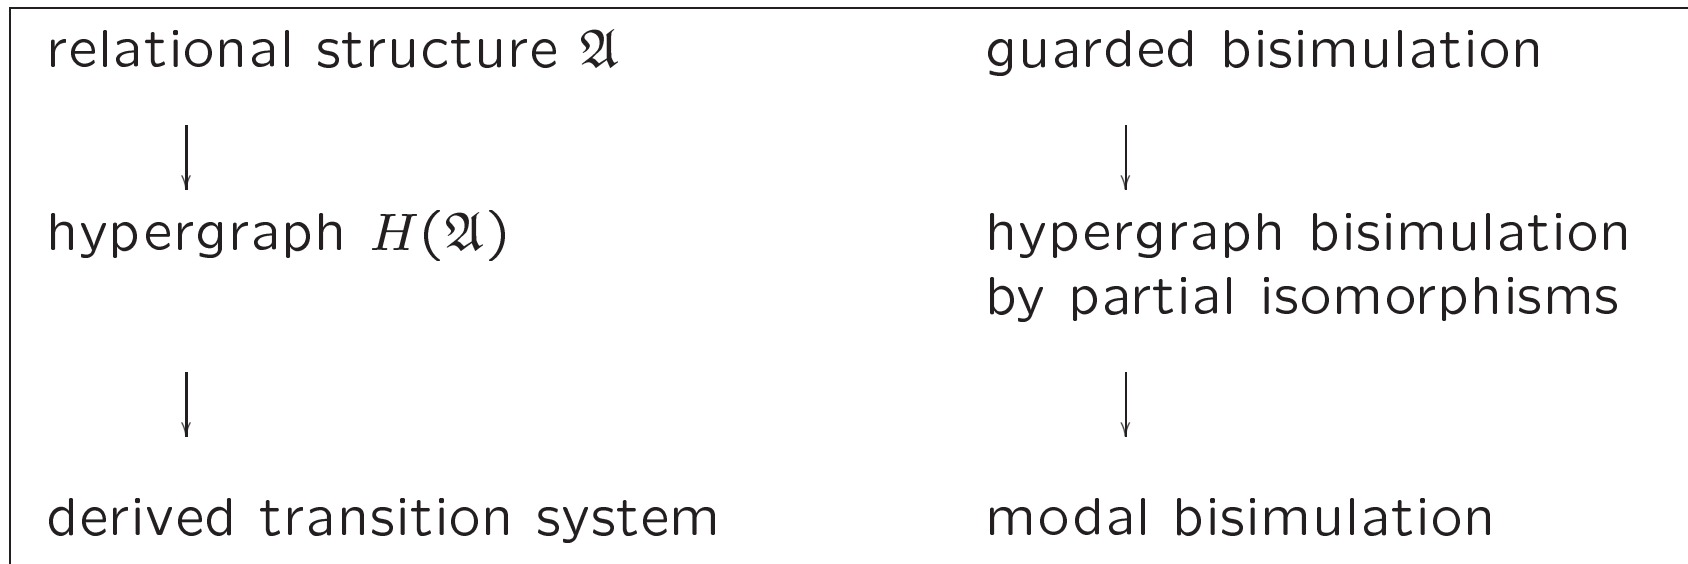 relational structure 𝔄
guarded bisimulation
hypergraph H(𝔄)
hypergraph bisimulation
by partial isomorphisms
derived transition system
modal bisimulation